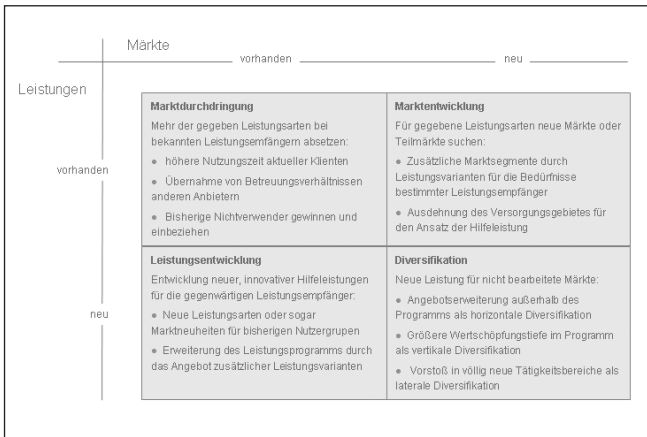 Märkte
vorhanden
neu
Leistungen
vorhanden
Marktdurchdringung
Mehr der gegeben Leistungsarten bei
bekannten Leistungsemfängern absetzen:
● höhere Nutzungszeit aktueller Klienten
● Übernahme von Betreuungsverhältnissen
anderen Anbietern
● Bisherige Nichtverwender gewinnen und
einbeziehen
Marktentwicklung
Für gegebene Leistungsarten neue Märkte oder
Teilmärkte suchen:
● Zusätzliche Marktsegmente durch
Leistungsvarianten für die Bedürfnisse
bestimmter Leistungsempfänger
● Ausdehnung des Versorgungsgebietes für
den Ansatz der Hilfeleistung
neu
Leistungsentwicklung
Entwicklung neuer, innovativer Hilfeleistungen
für die gegenwärtigen Leistungsempfänger:
● Neue Leistungsarten oder sogar
Marktneuheiten für bisherigen Nutzergrupen
● Erweiterung des Leistungsprogramms durch
das Angebot zusätzlicher Leistungsvarianten
Diversifikation
Neue Leistung für nicht bearbeitete Märkte:
● Angebotserweiterung außerhalb des
Programms als horizontale Diversifikation
● Größere Wertschöpfungstiefe im Programm
als vertikale Diversifikation
● Vorstoß in völlig neue Tätigkeitsbereiche als
laterale Diversifikation